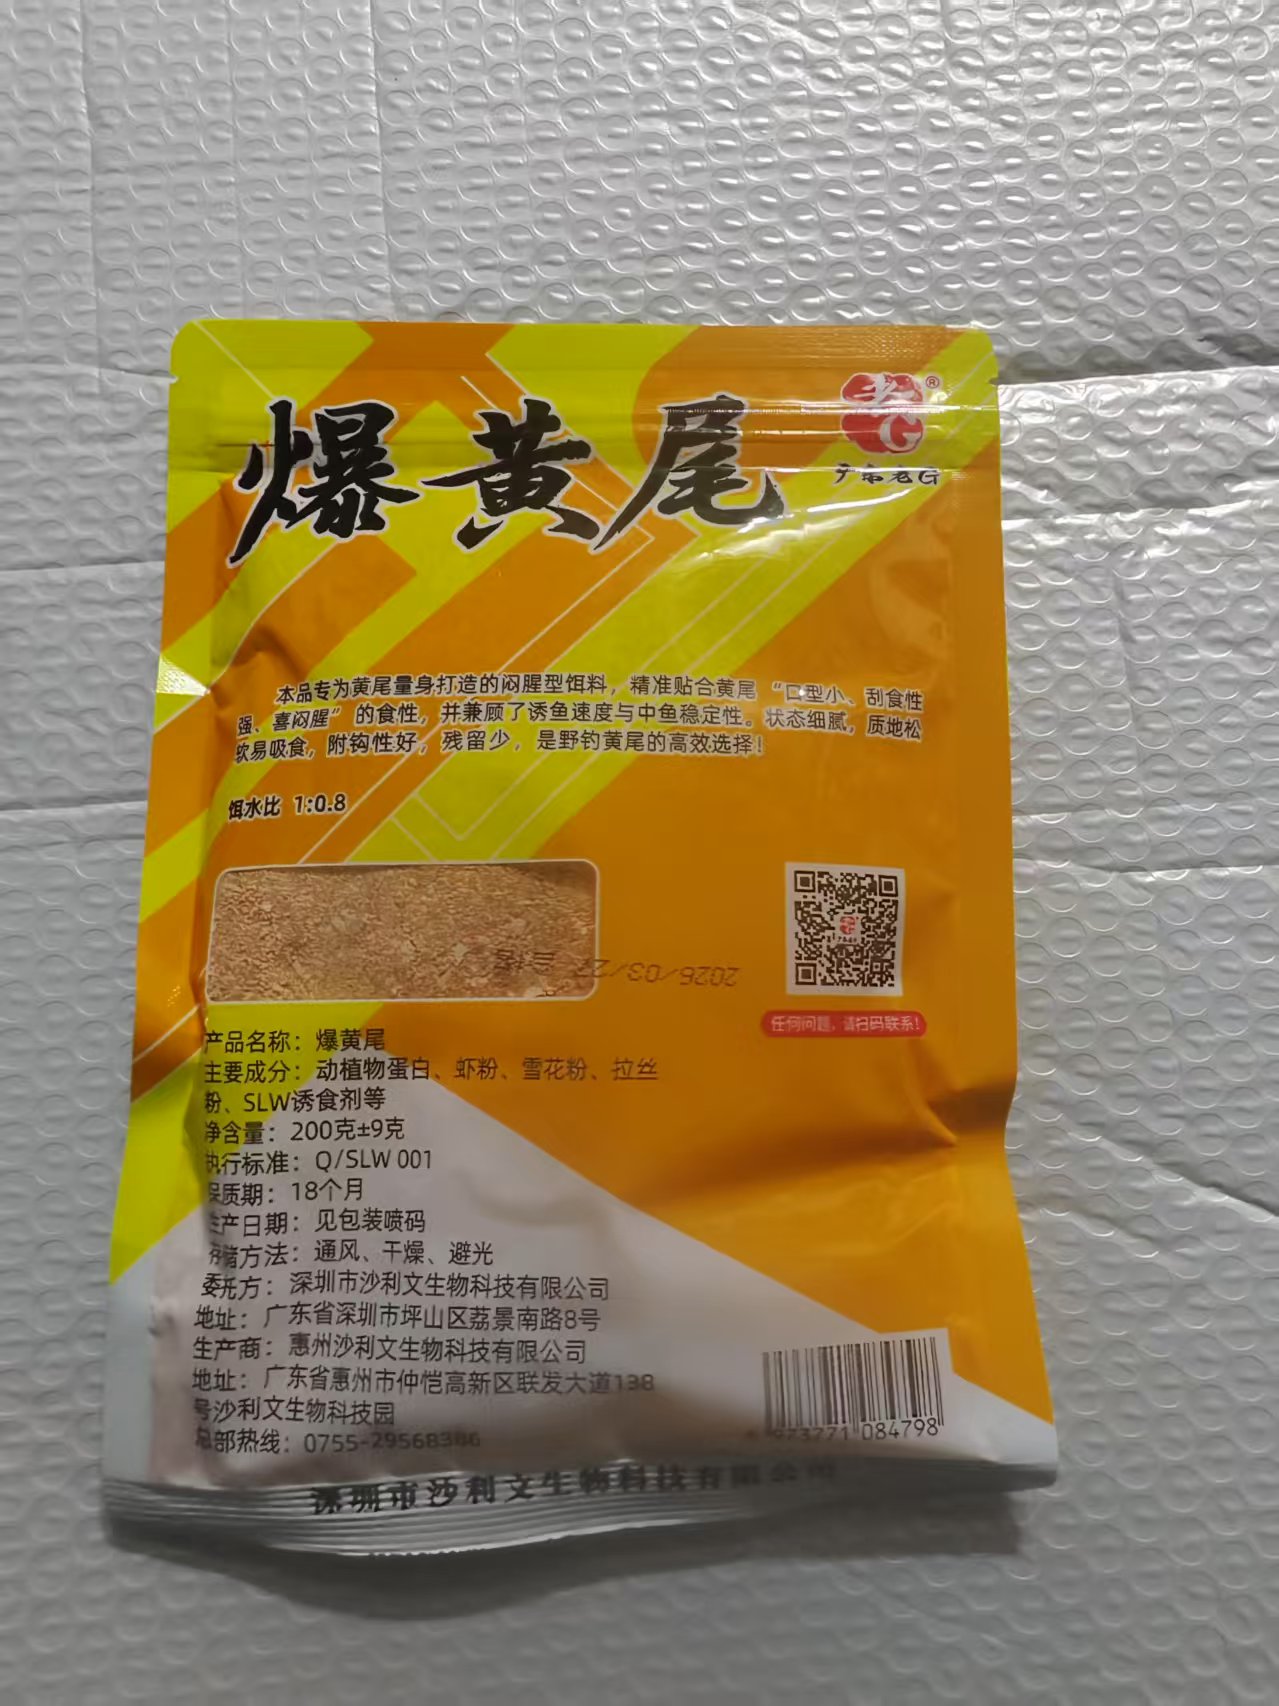 爆黄尾
老G®
本品专为黄尾量身打造的闷腥型饵料，精准贴合黄尾“口型小、刮食性
强、喜闷腥”的食性，并兼顾了诱鱼速度与中鱼稳定性。状态细腻，质地松
软易吸食，附钩性好，残留少，是野钓黄尾的高效选择！
饵水比 1:0.8
2026/03/27 合格
任何问题，请扫码联系！
产品名称：爆黄尾
主要成分：动植物蛋白、虾粉、雪花粉、拉丝
粉、SLW诱食剂等
净含量：200克±9克
执行标准：Q/SLW 001
保质期：18个月
生产日期：见包装喷码
存储方法：通风、干燥、避光
委托方：深圳市沙利文生物科技有限公司
地址：广东省深圳市坪山区荔景南路8号
生产商：惠州沙利文生物科技有限公司
地址：广东省惠州市仲恺高新区联发大道138
号沙利文生物科技园
总部热线：0755-29568386
6 973271 084798
深圳市沙利文生物科技有限公司